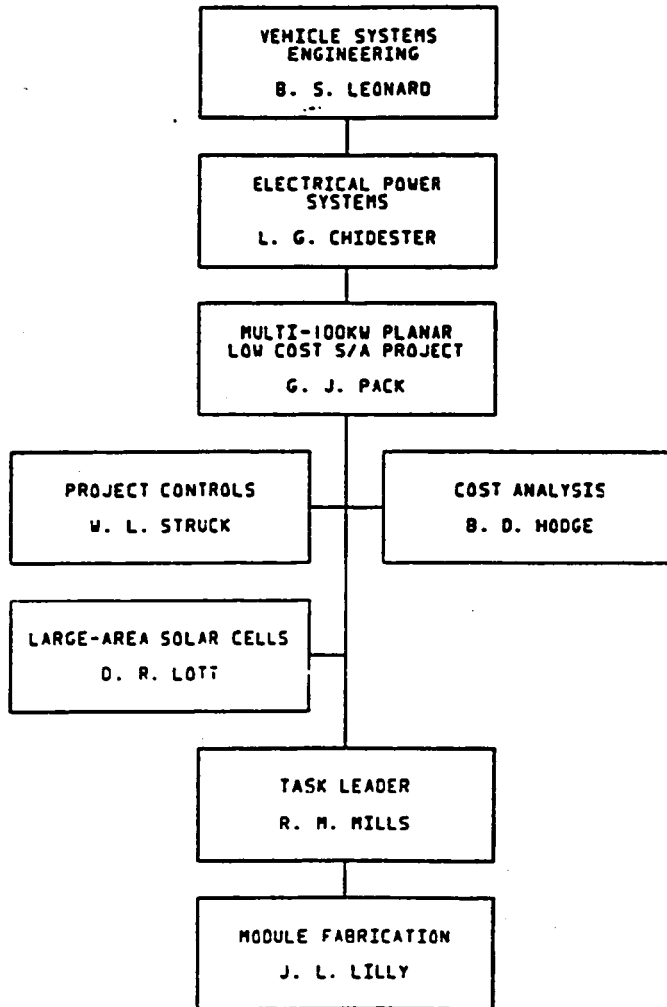 VEHICLE SYSTEMS
ENGINEERING
B. S. LEONARD
ELECTRICAL POWER
SYSTEMS
L. G. CHIDESTER
MULTI-100KW PLANAR
LOW COST S/A PROJECT
G. J. PACK
PROJECT CONTROLS
W. L. STRUCK
COST ANALYSIS
B. D. HODGE
LARGE-AREA SOLAR CELLS
D. R. LOTT
TASK LEADER
R. M. MILLS
MODULE FABRICATION
J. L. LILLY